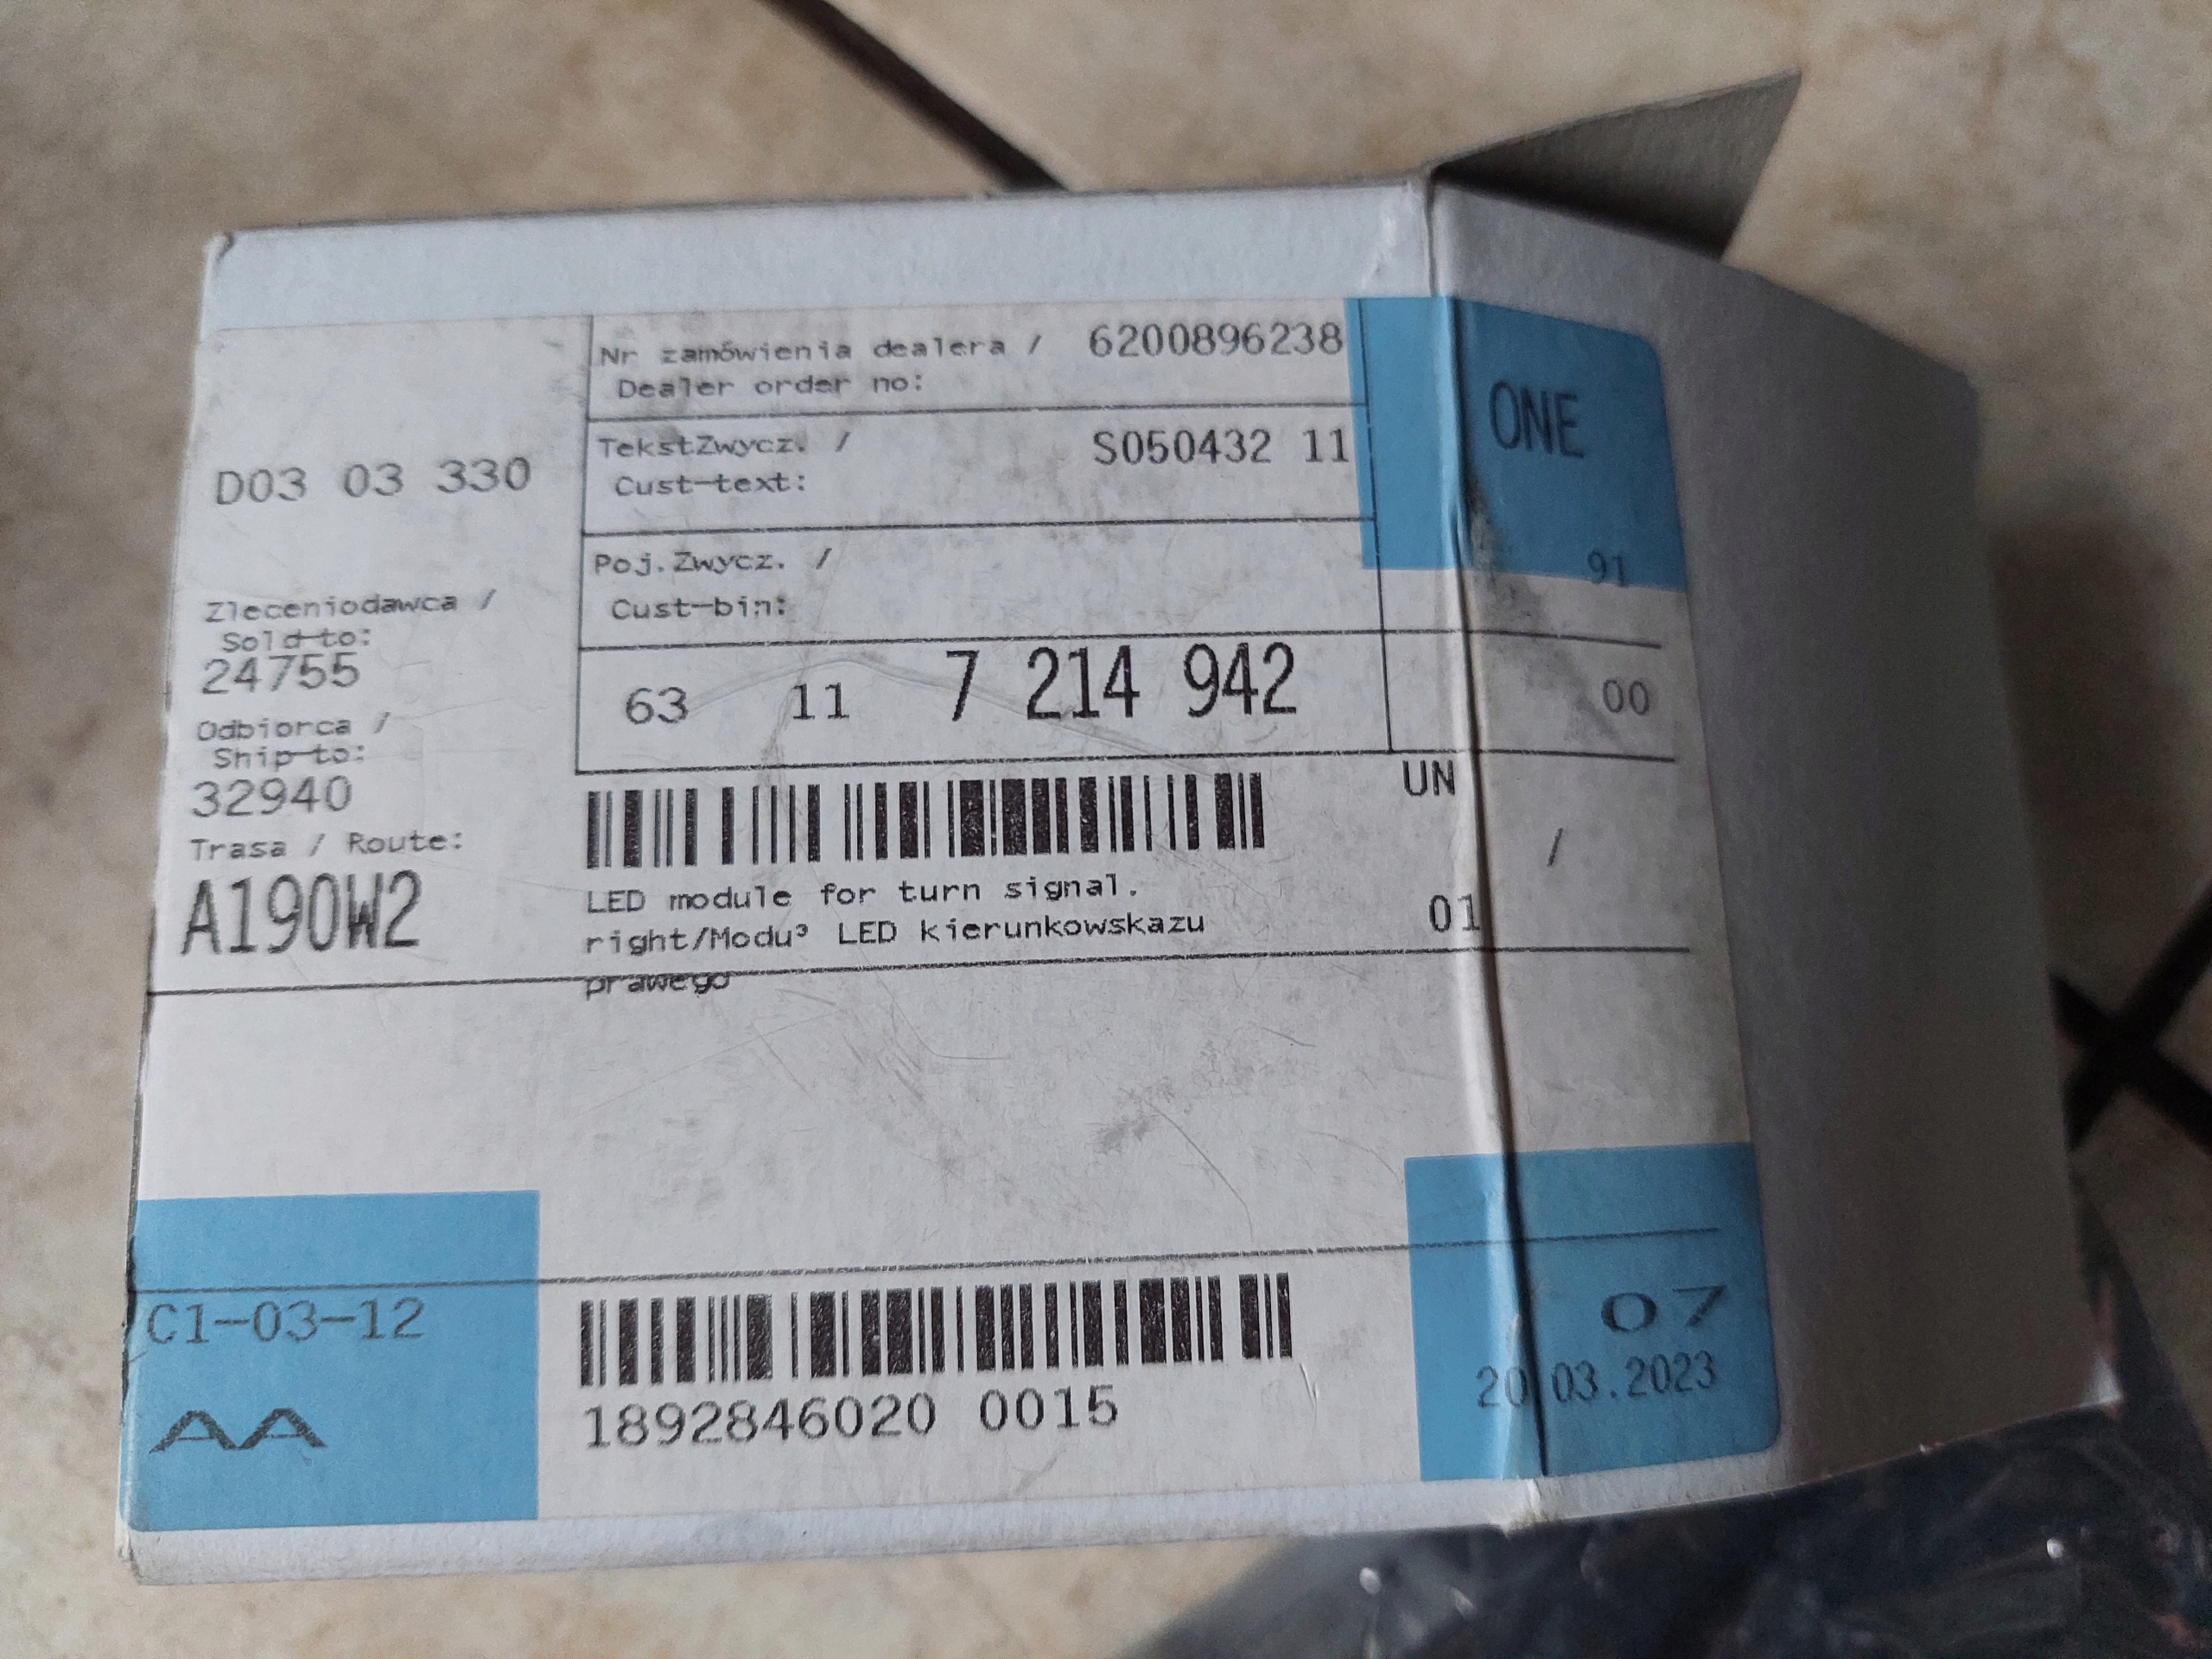 Nr zamówienia dealera / 6200896238
Dealer order no:
ONE
TekstZwycz. / S050432 11
Cust-text:
D03 03 330
Poj.Zwycz. /
Cust-bin:
91
Zleceniodawca /
Sold-to:
24755
63 11 7 214 942
00
Odbiorca /
Ship-to:
32940
UN
Trasa / Route:
/
A190W2
LED module for turn signal.
right/Modu³ LED kierunkowskazu
01
prawego
C1-03-12
07
20.03.2023
AA
1892846020 0015